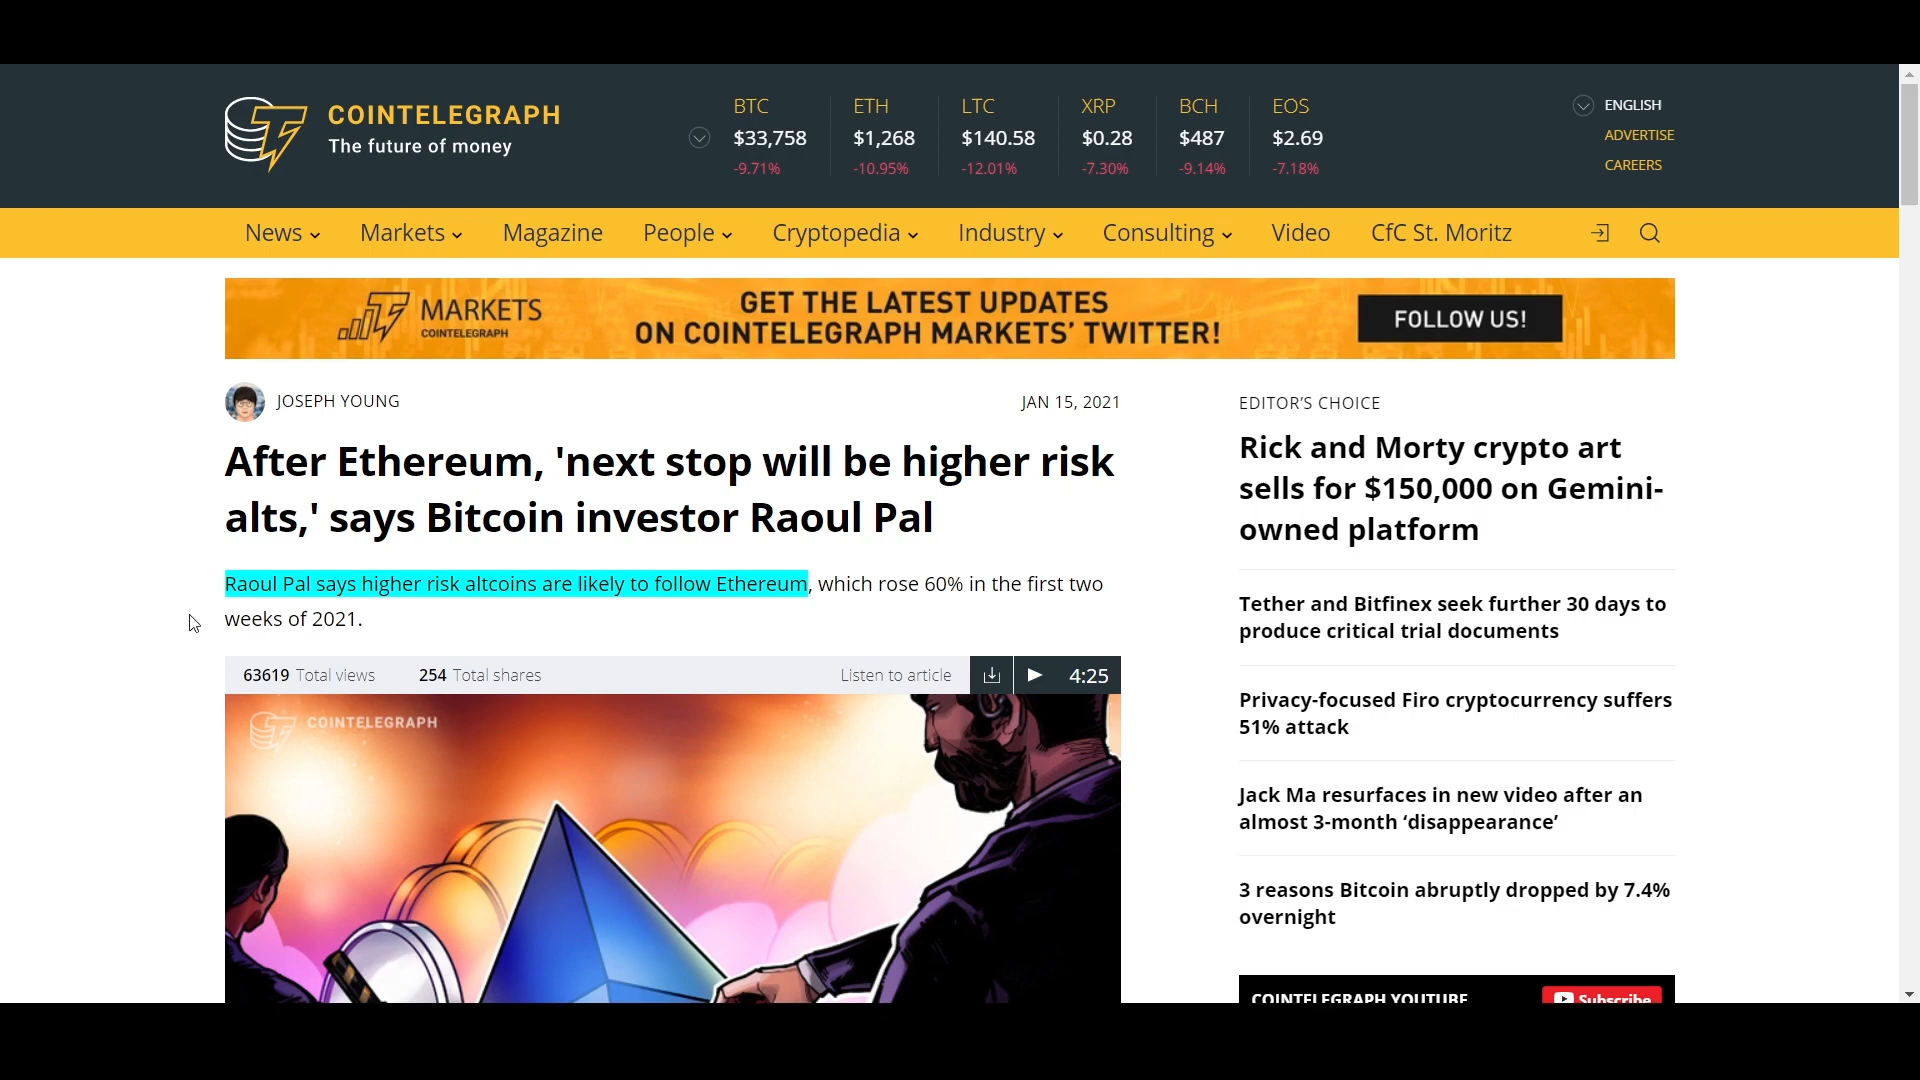 COINTELEGRAPH
The future of money
BTC
$33,758
-9.71%
ETH
$1,268
-10.95%
LTC
$140.58
-12.01%
XRP
$0.28
-7.30%
BCH
$487
-9.14%
EOS
$2.69
-7.18%
ENGLISH
ADVERTISE
CAREERS
News Markets Magazine People Cryptopedia Industry Consulting Video CfC St. Moritz
MARKETS
COINTELEGRAPH
GET THE LATEST UPDATES
ON COINTELEGRAPH MARKETS’ TWITTER!
FOLLOW US!
JOSEPH YOUNG
JAN 15, 2021
After Ethereum, 'next stop will be higher risk
alts,' says Bitcoin investor Raoul Pal
Raoul Pal says higher risk altcoins are likely to follow Ethereum, which rose 60% in the first two
weeks of 2021.
63619 Total views 254 Total shares Listen to article 4:25
COINTELEGRAPH
EDITOR’S CHOICE
Rick and Morty crypto art
sells for $150,000 on Gemini-
owned platform
Tether and Bitfinex seek further 30 days to
produce critical trial documents
Privacy-focused Firo cryptocurrency suffers
51% attack
Jack Ma resurfaces in new video after an
almost 3-month ‘disappearance’
3 reasons Bitcoin abruptly dropped by 7.4%
overnight
COINTELEGRAPH YOUTUBE
Subscribe